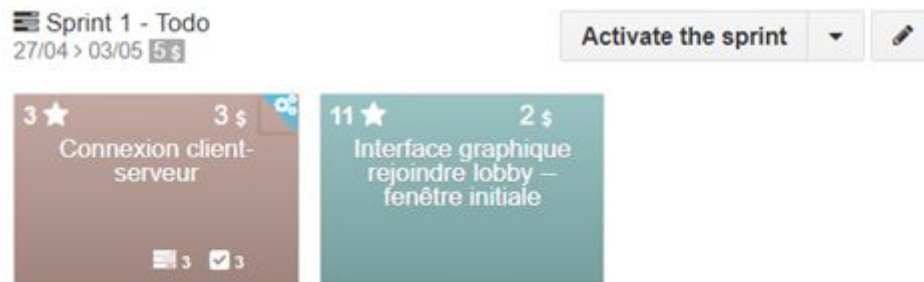 Sprint 1 - Todo
27/04 > 03/05 5 $
Activate the sprint
3 3 $
Connexion client-
serveur
3 3
11 2 $
Interface graphique
rejoindre lobby –
fenêtre initiale